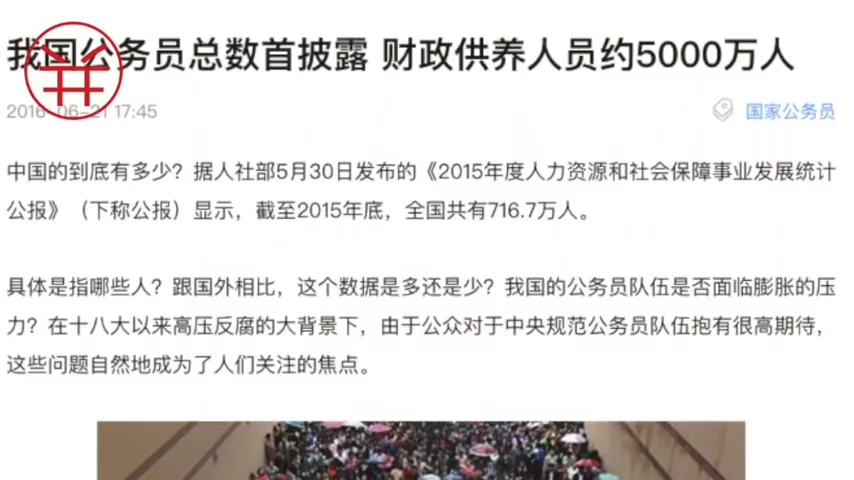 我国公务员总数首披露 财政供养人员约5000万人
2016-06-21 17:45
国家公务员
中国的到底有多少？据人社部5月30日发布的《2015年度人力资源和社会保障事业发展统计
公报》（下称公报）显示，截至2015年底，全国共有716.7万人。
具体是指哪些人？跟国外相比，这个数据是多还是少？我国的公务员队伍是否面临膨胀的压
力？在十八大以来高压反腐的大背景下，由于公众对于中央规范公务员队伍抱有很高期待，
这些问题自然地成为了人们关注的焦点。